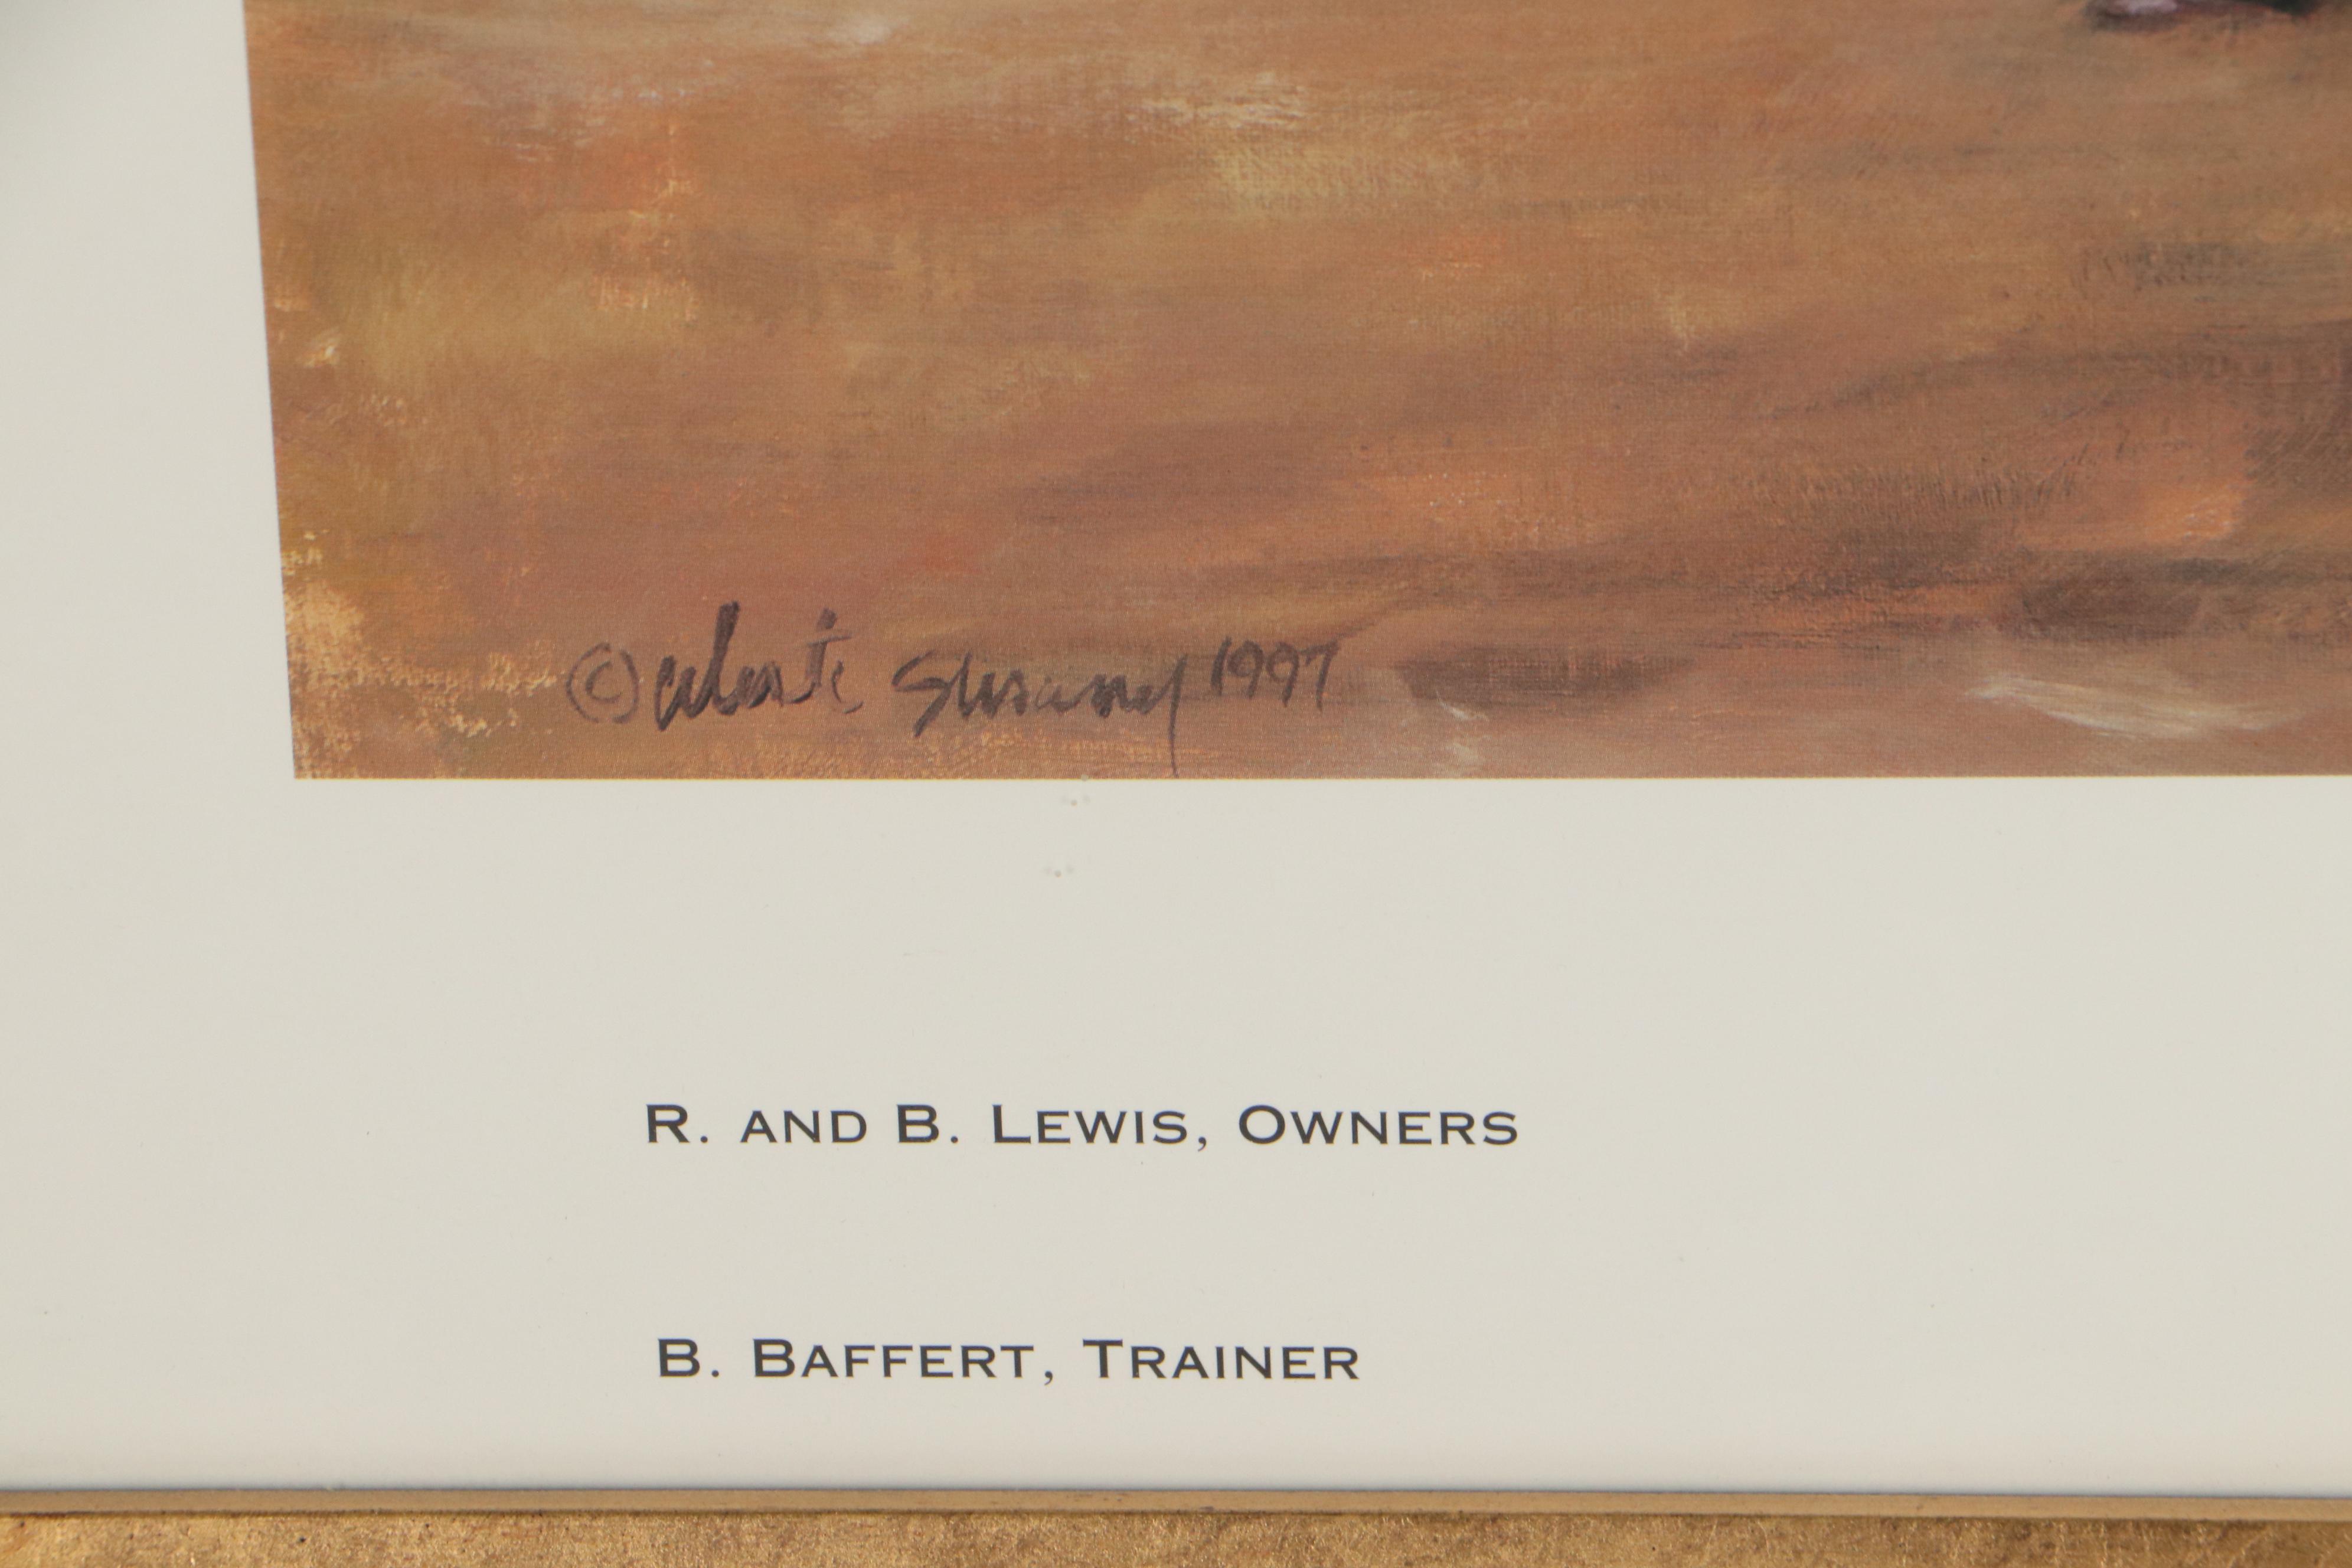 © Celeste Susany 1997
R. AND B. LEWIS, OWNERS
B. BAFFERT, TRAINER